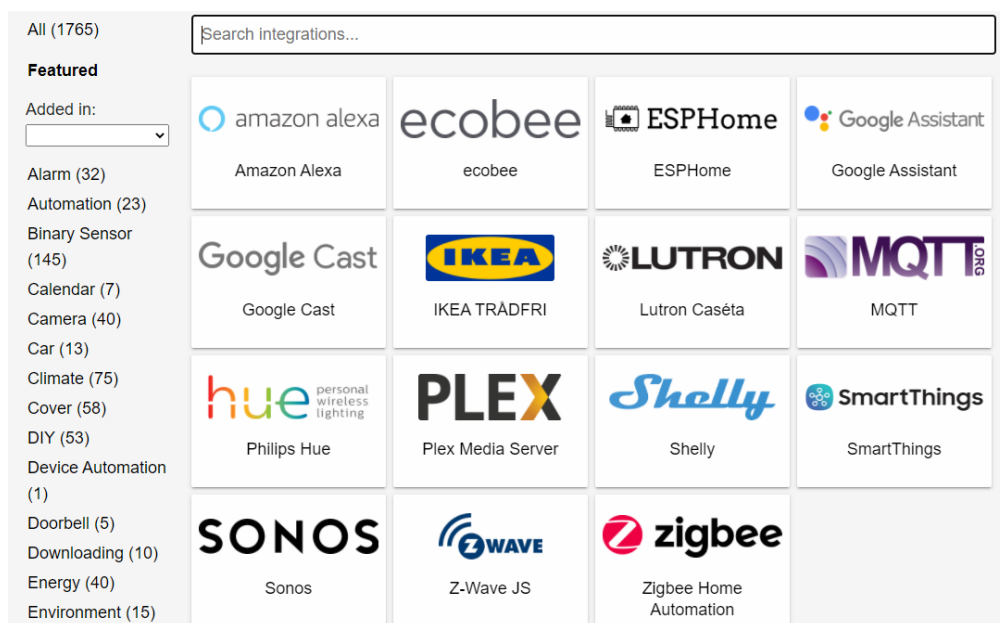 All (1765)
Featured
Added in:
Alarm (32)
Automation (23)
Binary Sensor
(145)
Calendar (7)
Camera (40)
Car (13)
Climate (75)
Cover (58)
DIY (53)
Device Automation
(1)
Doorbell (5)
Downloading (10)
Energy (40)
Environment (15)
Search integrations...
amazon alexa
Amazon Alexa
ecobee
ecobee
ESPHome
ESPHome
Google Assistant
Google Assistant
Google Cast
Google Cast
IKEA
IKEA TRÅDFRI
LUTRON
Lutron Caséta
MQTT.ORG
MQTT
hue personal
wireless
lighting
Philips Hue
PLEX
Plex Media Server
Shelly
Shelly
SmartThings
SmartThings
SONOS
Sonos
Z WAVE
Z-Wave JS
zigbee
Zigbee Home
Automation